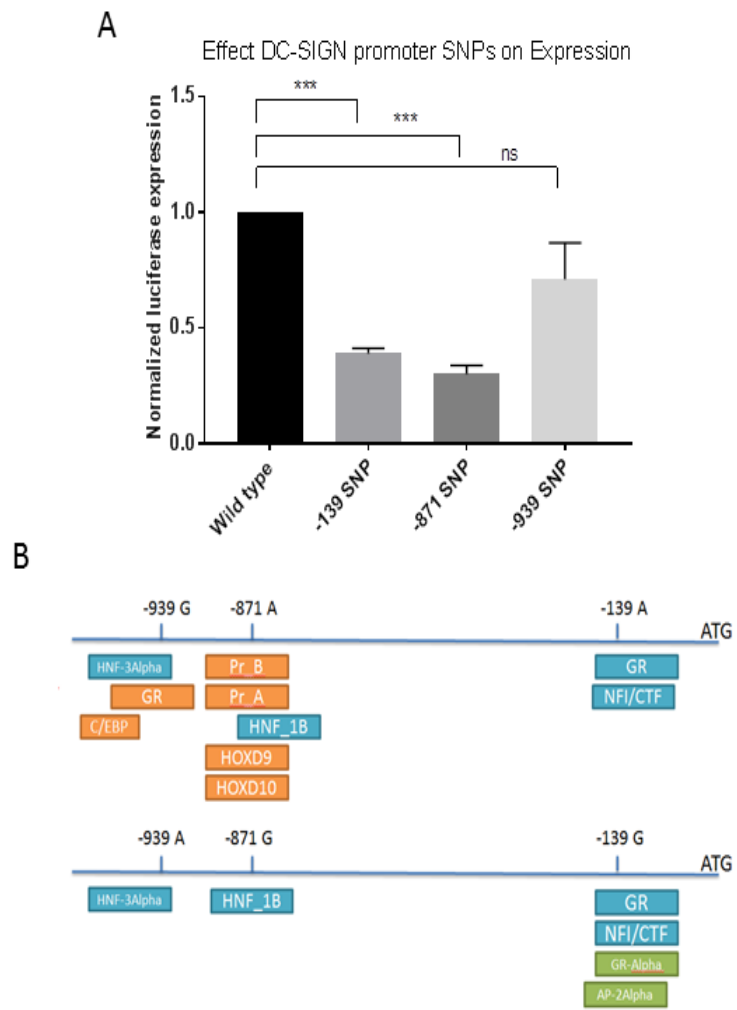 A
Effect DC-SIGN promoter SNPs on Expression
***
***
ns
Normalized luciferase expression
1.5
1.0
0.5
0.0
Wild type
-139 SNP
-871 SNP
-939 SNP
B
-939 G
-871 A
-139 A
ATG
HNF-3Alpha
Pr_B
GR
GR
Pr_A
NFI/CTF
C/EBP
HNF_1B
HOXD9
HOXD10
-939 A
-871 G
-139 G
ATG
HNF-3Alpha
HNF_1B
GR
NFI/CTF
GR-Alpha
AP-2Alpha